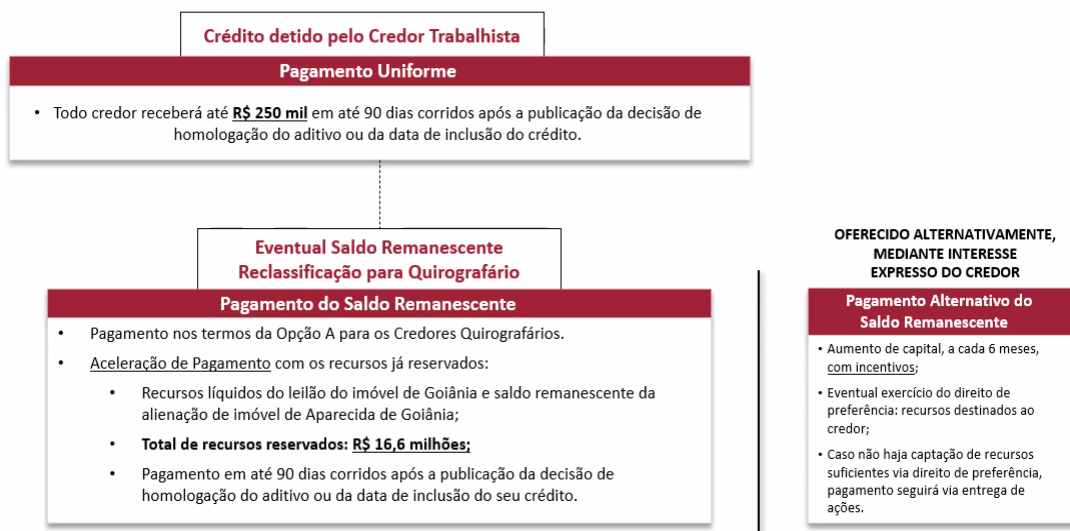 Crédito detido pelo Credor Trabalhista
Pagamento Uniforme
• Todo credor receberá até R$ 250 mil em até 90 dias corridos após a publicação da decisão de
homologação do aditivo ou da data de inclusão do crédito.
Eventual Saldo Remanescente
Reclassificação para Quirografário
Pagamento do Saldo Remanescente
• Pagamento nos termos da Opção A para os Credores Quirografários.
• Aceleração de Pagamento com os recursos já reservados:
• Recursos líquidos do leilão do imóvel de Goiânia e saldo remanescente da
alienação de imóvel de Aparecida de Goiânia;
• Total de recursos reservados: R$ 16,6 milhões;
• Pagamento em até 90 dias corridos após a publicação da decisão de
homologação do aditivo ou da data de inclusão do seu crédito.
OFERECIDO ALTERNATIVAMENTE,
MEDIANTE INTERESSE
EXPRESSO DO CREDOR
Pagamento Alternativo do
Saldo Remanescente
• Aumento de capital, a cada 6 meses,
com incentivos;
• Eventual exercício do direito de
preferência: recursos destinados ao
credor;
• Caso não haja captação de recursos
suficientes via direito de preferência,
pagamento seguirá via entrega de
ações.